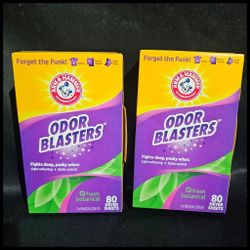 Forget the Funk!
ARM & HAMMER
ODOR
BLASTERS
Fights deep, pesky odors
fresh
botanical
80
DRYER
SHEETS
Forget the Funk!
ARM & HAMMER
ODOR
BLASTERS
Fights deep, pesky odors
fresh
botanical
80
DRYER
SHEETS